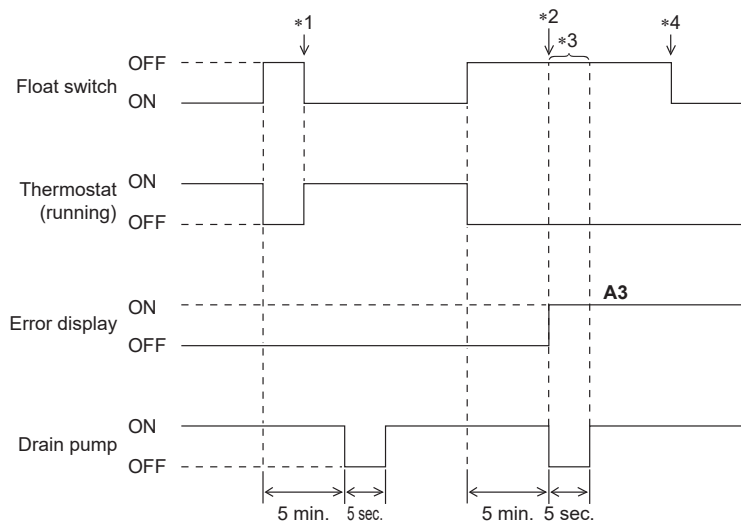 *1
*2
*3
*4
Float switch
OFF
ON
Thermostat
(running)
ON
OFF
Error display
ON
OFF
A3
Drain pump
ON
OFF
5 min.
5 sec.
5 min.
5 sec.